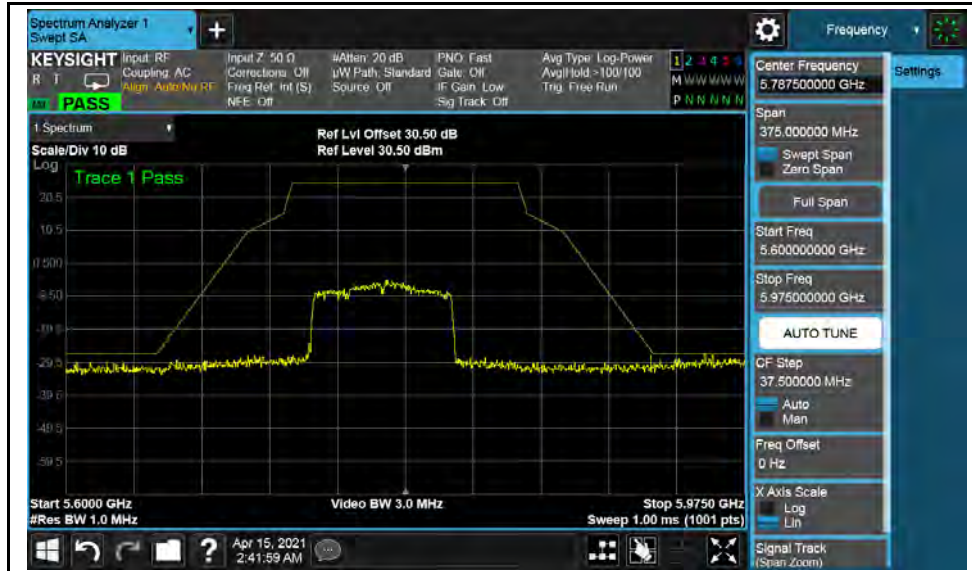 Spectrum Analyzer 1
Swept SA
+
Frequency
KEYSIGHT
R T
PASS
Input: RF
Coupling: AC
Align: Auto/No RF
Input Z: 50 Ω
Corrections: Off
Freq Ref: Int (S)
NFE: Off
#Atten: 20 dB
µW Path: Standard
Source: Off
PNO: Fast
Gate: Off
IF Gain: Low
Sig Track: Off
Avg Type: Log-Power
Avg|Hold: >100/100
Trig: Free Run
1 2 3 4 5 6
M W W W W W
P N N N N N
1 Spectrum
Scale/Div 10 dB
Ref Lvl Offset 30.50 dB
Ref Level 30.50 dBm
Log
Trace 1 Pass
20.5
10.5
0.500
-9.50
-19.5
-29.5
-39.5
-49.5
-59.5
Start 5.6000 GHz
#Res BW 1.0 MHz
Video BW 3.0 MHz
Stop 5.9750 GHz
Sweep 1.00 ms (1001 pts)
?
Apr 15, 2021
2:41:59 AM
Center Frequency
5.787500000 GHz
Settings
Span
375.000000 MHz
Swept Span
Zero Span
Full Span
Start Freq
5.600000000 GHz
Stop Freq
5.975000000 GHz
AUTO TUNE
CF Step
37.500000 MHz
Auto
Man
Freq Offset
0 Hz
X Axis Scale
Log
Lin
Signal Track
(Span Zoom)